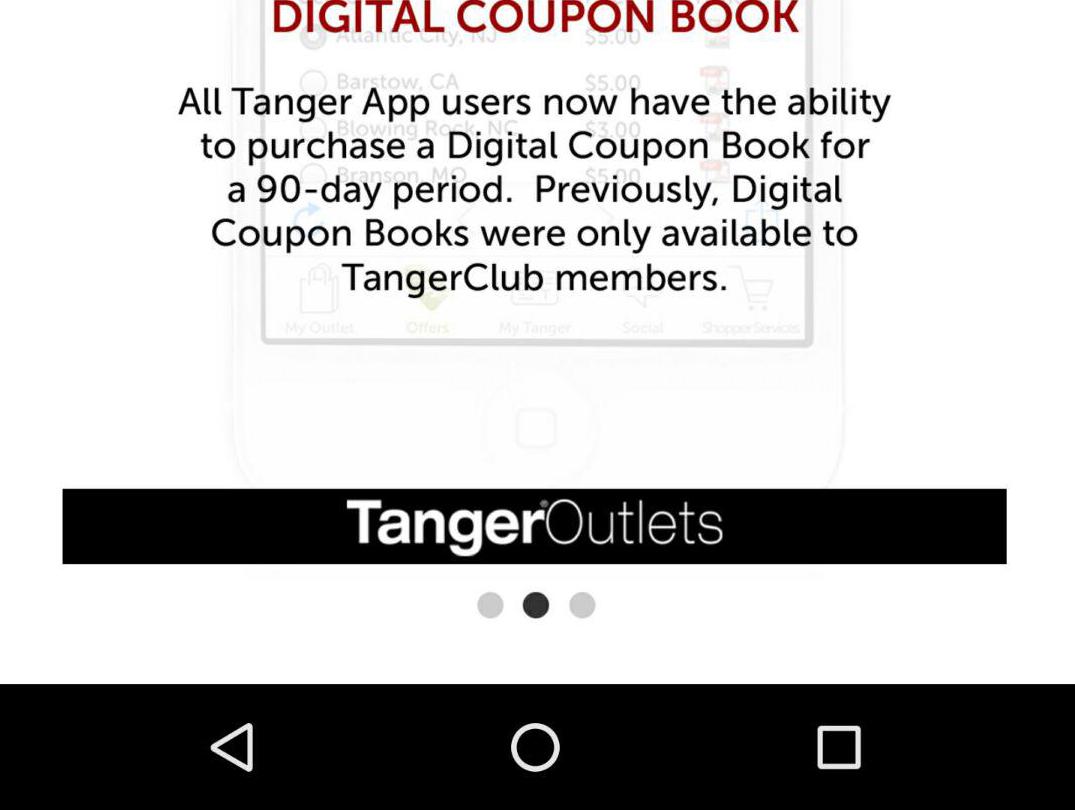 DIGITAL COUPON BOOK
Atlantic City, NJ $5.00
Barstow, CA $5.00
All Tanger App users now have the ability
Blowing Rock, NC $3.00
to purchase a Digital Coupon Book for
Branson, MO $5.00
a 90-day period. Previously, Digital
Coupon Books were only available to
TangerClub members.
My Outlet Offers My Tanger Social Shopper Services
Tanger®Outlets